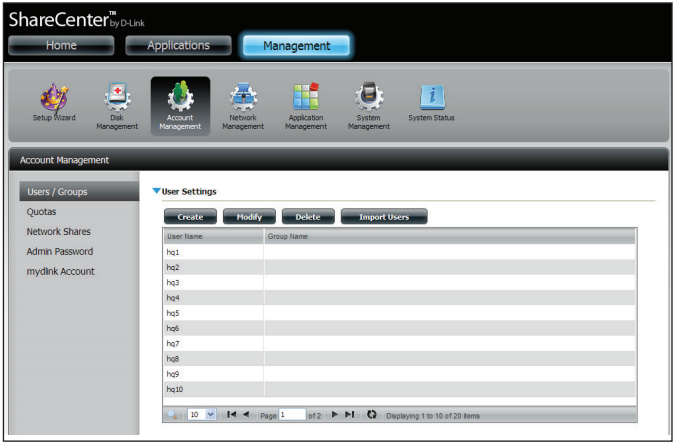 ShareCenter™ by D-Link
Home Applications Management
Setup Wizard Disk Management Account Management Network Management Application Management System Management System Status
Account Management
Users / Groups
Quotas
Network Shares
Admin Password
mydlink Account
User Settings
Create Modify Delete Import Users
User Name Group Name
hq1
hq2
hq3
hq4
hq5
hq6
hq7
hq8
hq9
hq10
10 Page 1 of 2 Displaying 1 to 10 of 20 items